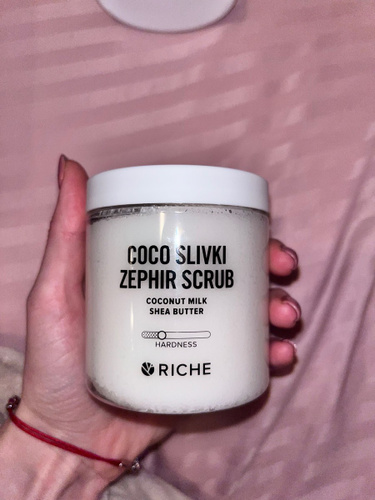 COCO SLIVKI
ZEPHIR SCRUB
COCONUT MILK
SHEA BUTTER
HARDNESS
RICHE